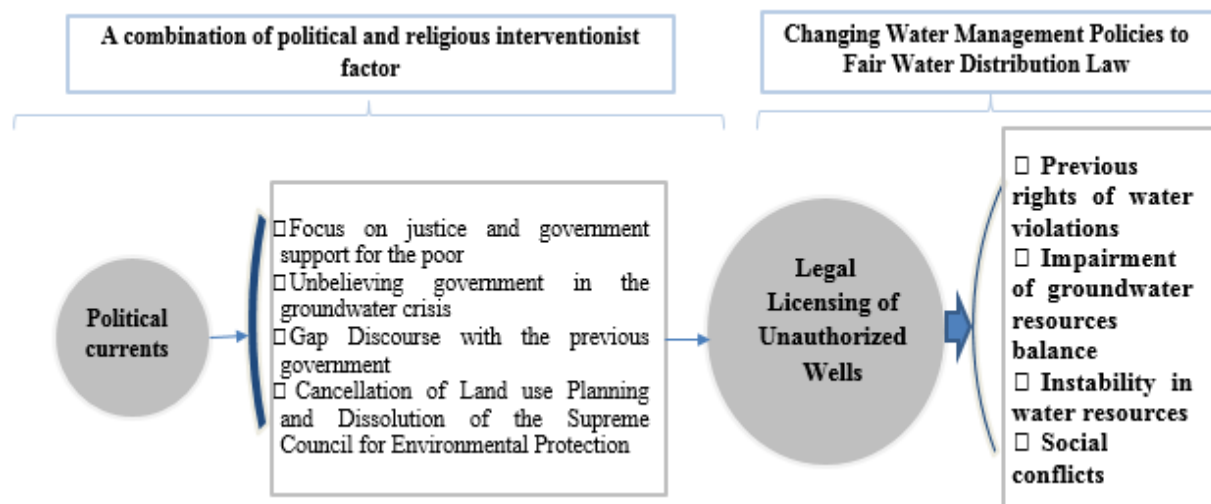 A combination of political and religious interventionist
factor
Changing Water Management Policies to
Fair Water Distribution Law
Political
currents
□Focus on justice and government
support for the poor
□Unbelieving government in the
groundwater crisis
□Gap Discourse with the previous
government
□ Cancellation of Land use Planning
and Dissolution of the Supreme
Council for Environmental Protection
Legal
Licensing of
Unauthorized
Wells
□ Previous
rights of water
violations
□ Impairment
of groundwater
resources
balance
□ Instability in
water resources
□ Social
conflicts